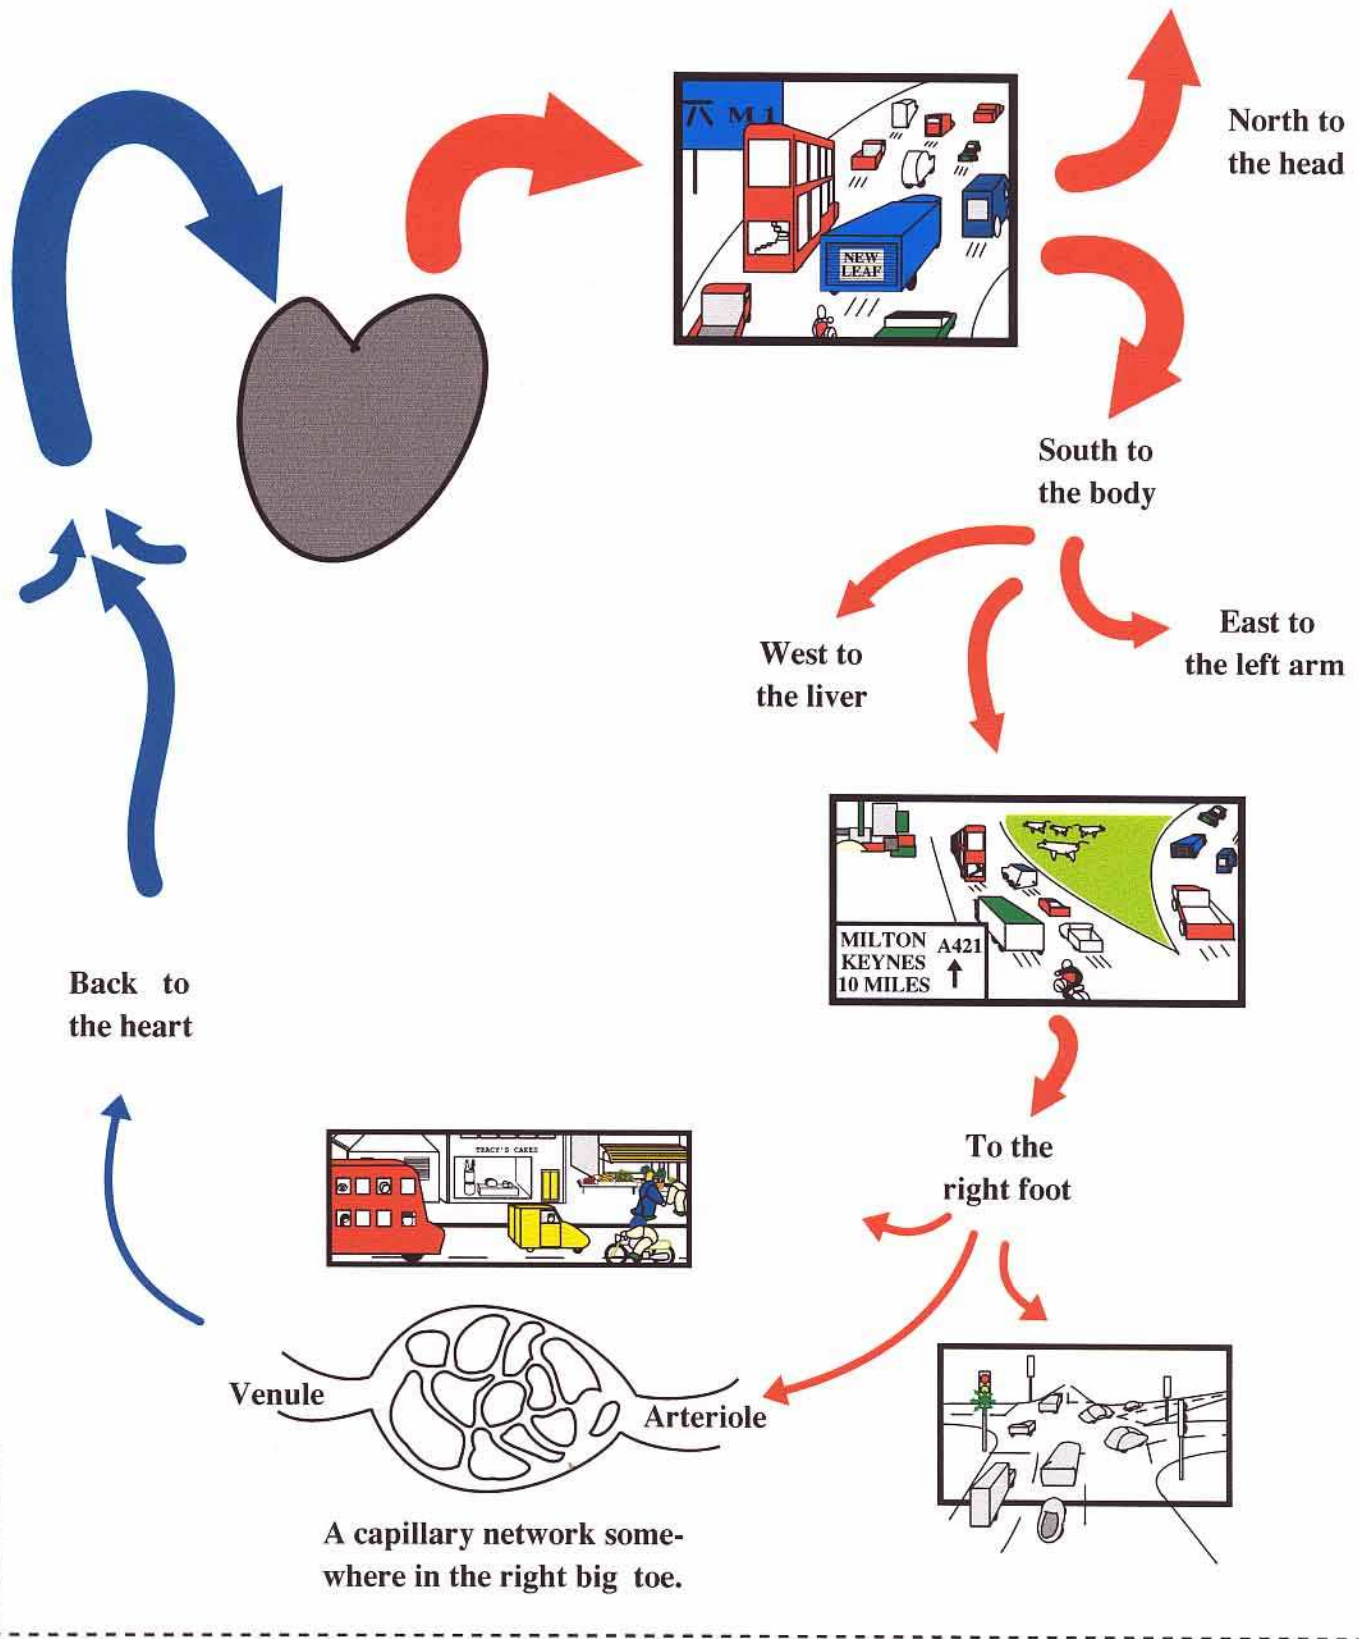 M 1
North to
the head
NEW
LEAF
South to
the body
West to
the liver
East to
the left arm
MILTON
KEYNES
10 MILES
A421
Back to
the heart
TRACY'S CAKES
To the
right foot
Venule
Arteriole
A capillary network some-
where in the right big toe.